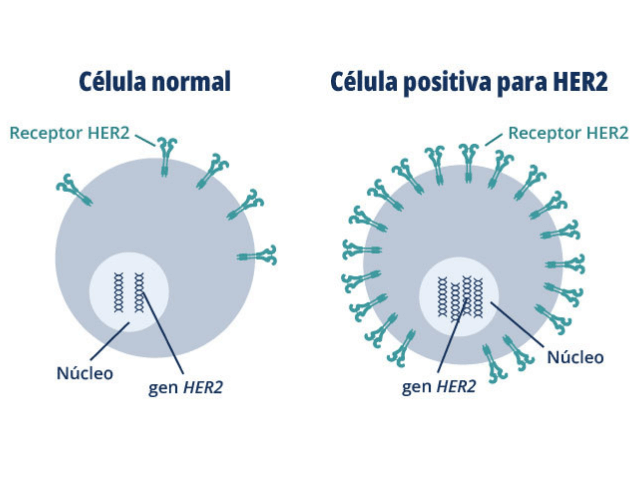 Célula normal
Célula positiva para HER2
Receptor HER2
Receptor HER2
Núcleo
gen HER2
gen HER2
Núcleo